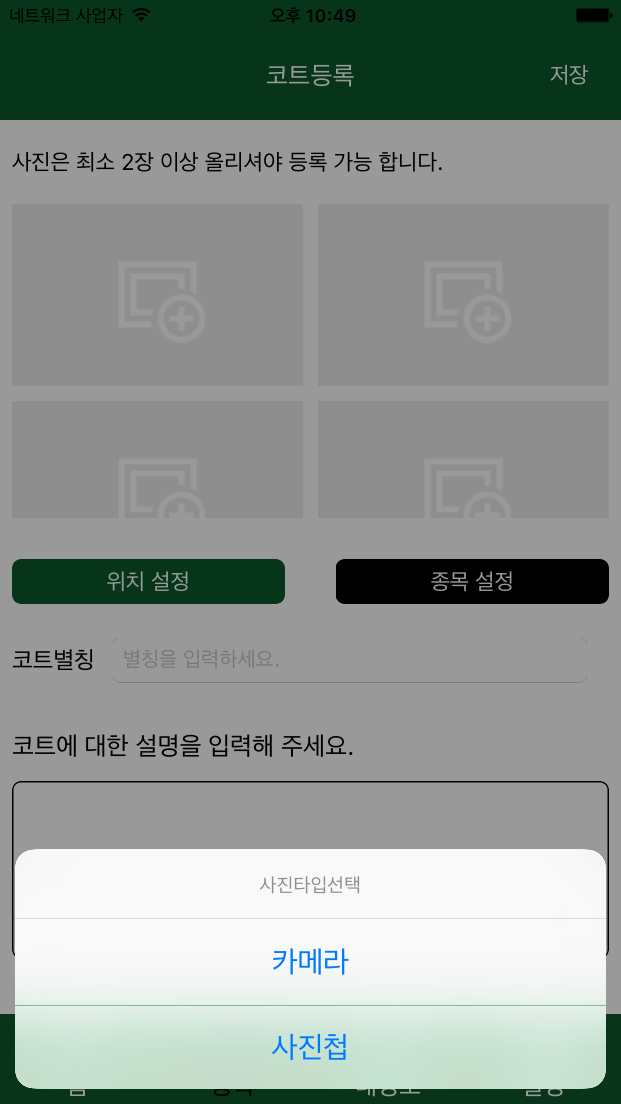 네트워크 사업자 오후 10:49
코트등록 저장
사진은 최소 2장 이상 올리셔야 등록 가능 합니다.
위치 설정 종목 설정
코트별칭 별칭을 입력하세요.
코트에 대한 설명을 입력해 주세요.
사진타입선택
카메라
사진첩